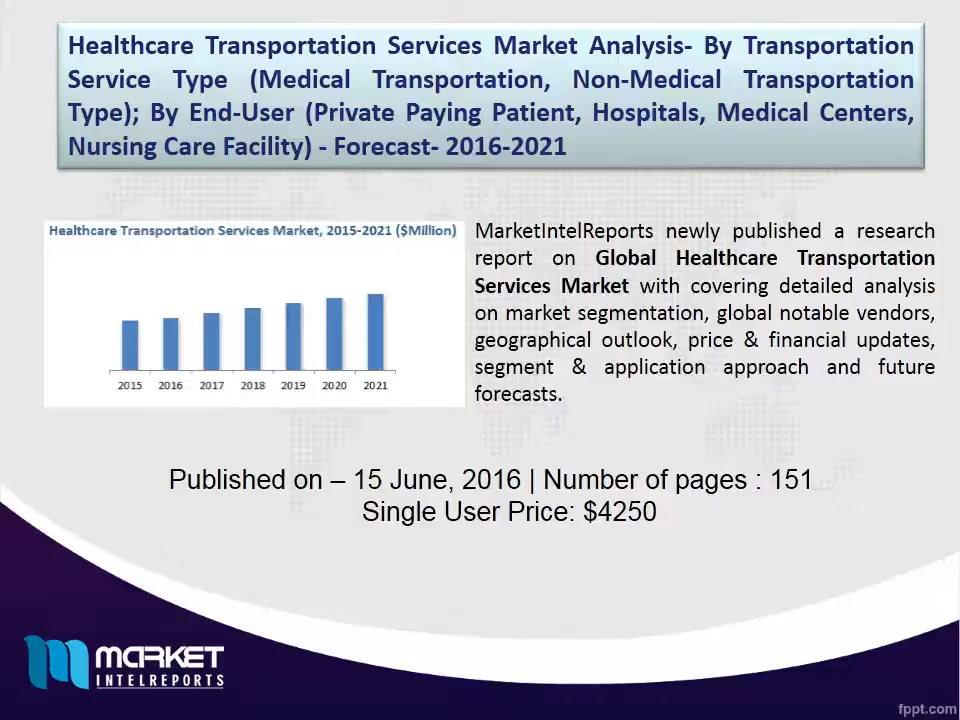 Healthcare Transportation Services Market Analysis- By Transportation
Service Type (Medical Transportation, Non-Medical Transportation
Type); By End-User (Private Paying Patient, Hospitals, Medical Centers,
Nursing Care Facility) - Forecast- 2016-2021
Healthcare Transportation Services Market, 2015-2021 ($Million)
2015 2016 2017 2018 2019 2020 2021
MarketIntelReports newly published a research
report on Global Healthcare Transportation
Services Market with covering detailed analysis
on market segmentation, global notable vendors,
geographical outlook, price & financial updates,
segment & application approach and future
forecasts.
Published on – 15 June, 2016 | Number of pages : 151
Single User Price: $4250
MARKET
INTELREPORTS
fppt.com